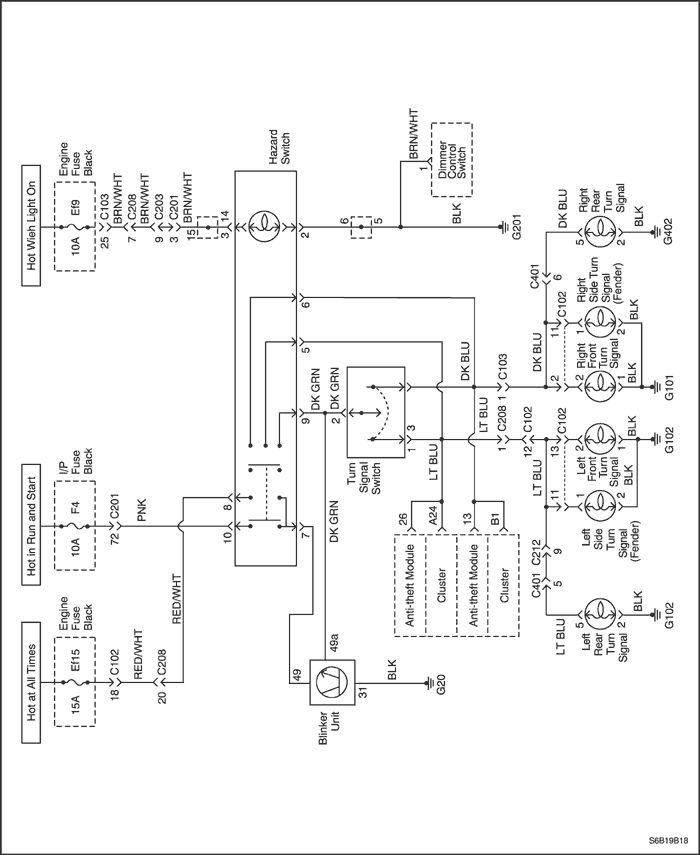 Hot at All Times
Hot in Run and Start
Hot Wieh Light On
Engine
Fuse
Black
Ef15
15A
I/P
Fuse
Black
F4
10A
Engine
Fuse
Black
Ef9
10A
18
C102
RED/WHT
20
C208
RED/WHT
72
C201
PNK
25
C103
BRN/WHT
7
C208
BRN/WHT
9
C203
3
C201
BRN/WHT
15
3
14
10
8
Hazard
Switch
7
9
5
6
2
49
49a
31
Blinker
Unit
BLK
G20
DK GRN
DK GRN
DK GRN
2
Turn
Signal
Switch
1
3
6
5
BRN/WHT
1
Dimmer
Control
Switch
BLK
G201
LT BLU
DK BLU
26
A24
13
B1
Anti-theft Module
Cluster
Anti-theft Module
Cluster
LT BLU
1
C208
12
C102
1
C103
LT BLU
DK BLU
C401
5
C212
9
11
13
C102
2
11
C102
C401
6
DK BLU
LT BLU
5
2
Left
Rear
Turn
Signal
BLK
G102
1
2
Left
Side
Turn
Signal
(Fender)
BLK
2
1
Left
Front
Turn
Signal
BLK
G102
2
1
Right
Front
Turn
Signal
G101
1
2
Right
Side Turn
Signal
(Fender)
BLK
5
2
Right
Rear
Turn
Signal
BLK
G402
S6B19B18